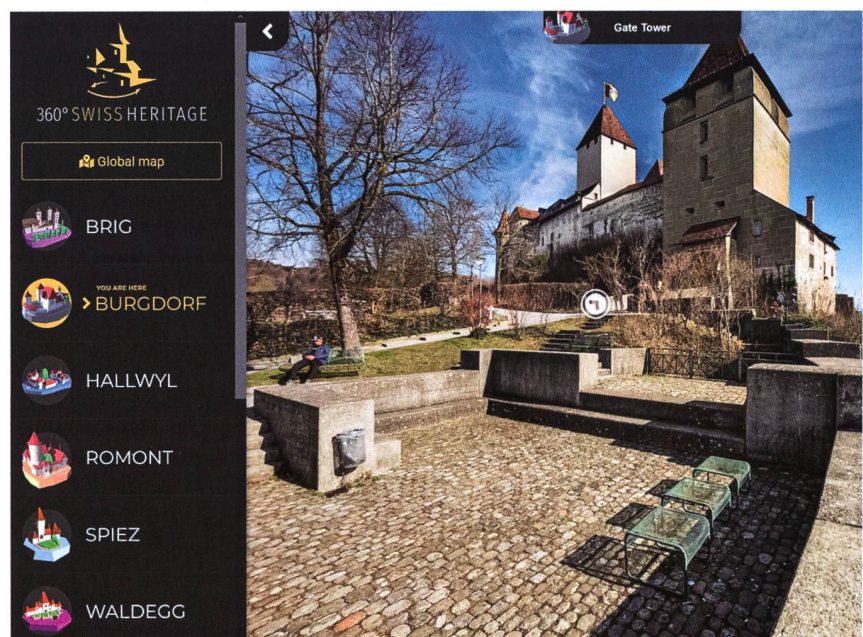 360° SWISS HERITAGE
Global map
BRIG
YOU ARE HERE
BURGDORF
HALLWYL
ROMONT
SPIEZ
WALDEGG
Gate Tower